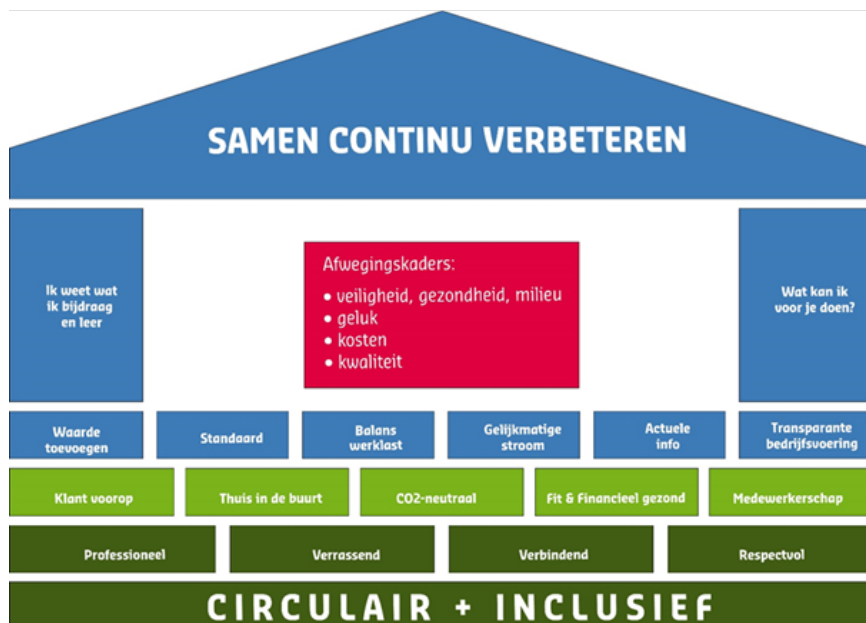 SAMEN CONTINU VERBETEREN
Ik weet wat
ik bijdraag
en leer
Afwegingskaders:
• veiligheid, gezondheid, milieu
• geluk
• kosten
• kwaliteit
Wat kan ik
voor je doen?
Waarde
toevoegen
Standaard
Balans
werklast
Gelijkmatige
stroom
Actuele
info
Transparante
bedrijfsvoering
Klant voorop
Thuis in de buurt
CO2-neutraal
Fit & Financieel gezond
Medewerkerschap
Professioneel
Verrassend
Verbindend
Respectvol
CIRCULAIR + INCLUSIEF